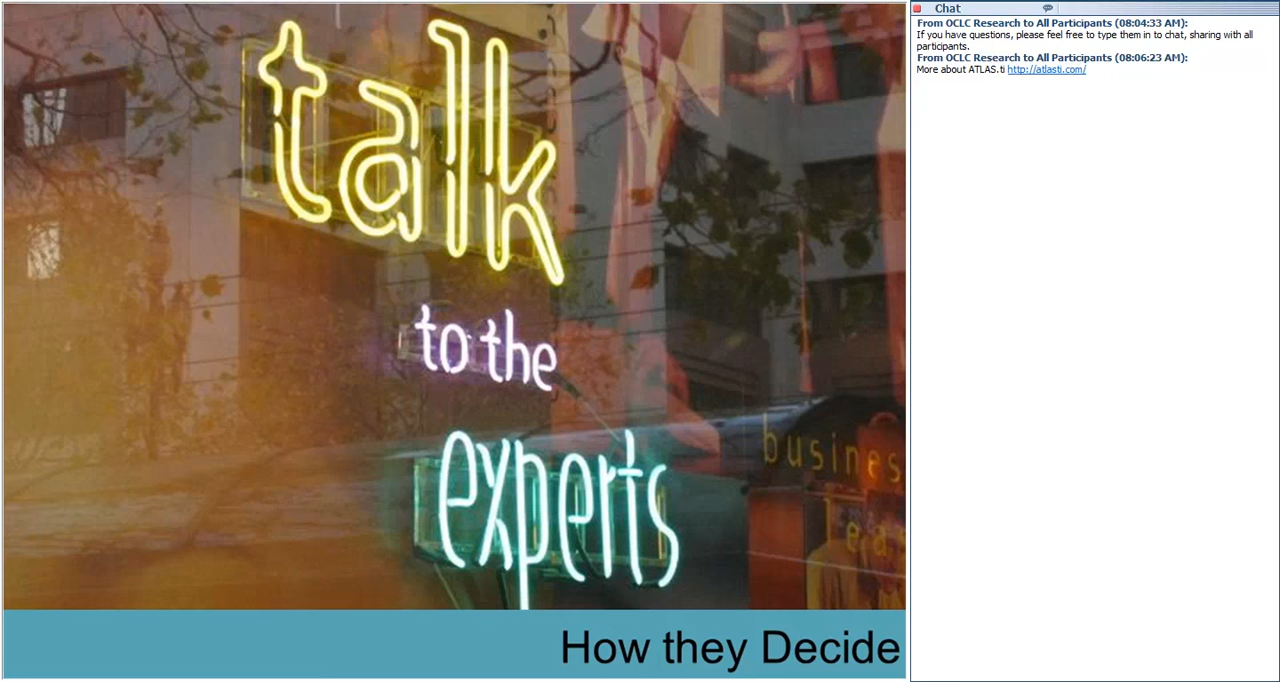 talk
to the
experts
business
How they Decide
Chat
From OCLC Research to All Participants (08:04:33 AM):
If you have questions, please feel free to type them in to chat, sharing with all
participants.
From OCLC Research to All Participants (08:06:23 AM):
More about ATLAS.ti http://atlasti.com/